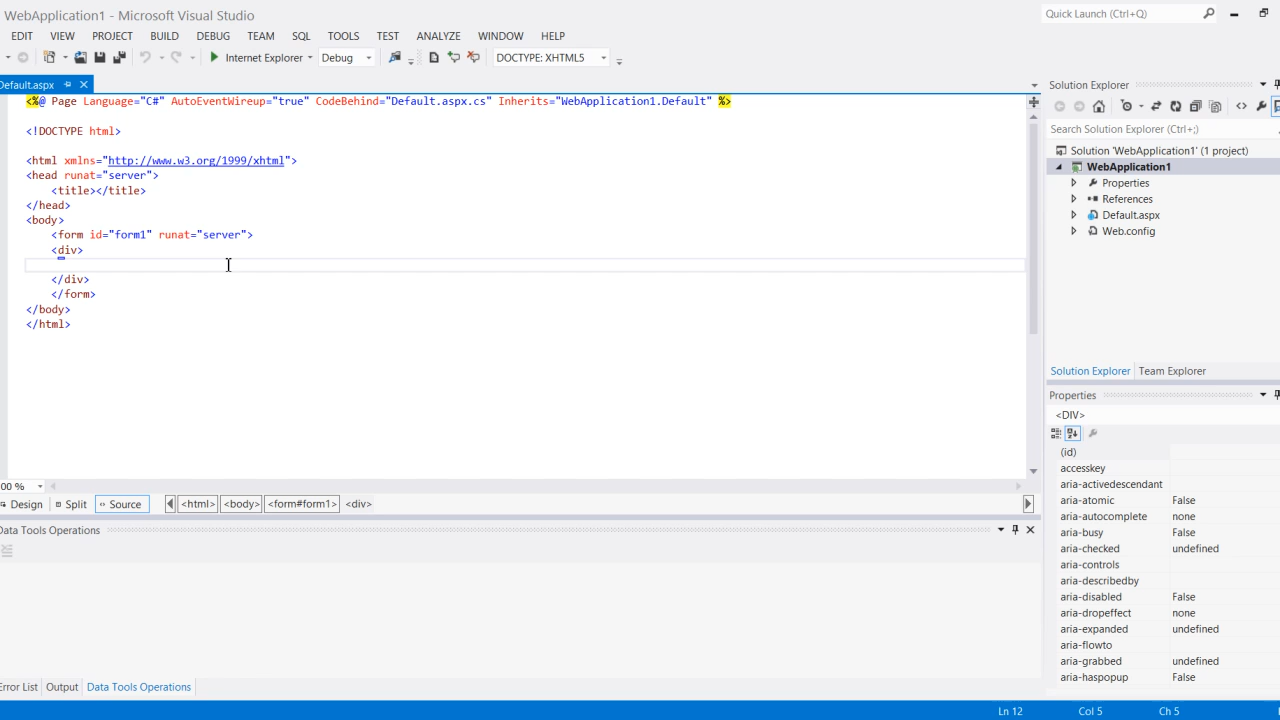 WebApplication1 - Microsoft Visual Studio
Quick Launch (Ctrl+Q)
EDIT VIEW PROJECT BUILD DEBUG TEAM SQL TOOLS TEST ANALYZE WINDOW HELP
Internet Explorer Debug DOCTYPE: XHTML5
Default.aspx
<%@ Page Language="C#" AutoEventWireup="true" CodeBehind="Default.aspx.cs" Inherits="WebApplication1.Default" %>
<!DOCTYPE html>
<html xmlns="http://www.w3.org/1999/xhtml">
<head runat="server">
<title></title>
</head>
<body>
<form id="form1" runat="server">
<div>
</div>
</form>
</body>
</html>
00 %
Design Split Source <html> <body> <form#form1> <div>
Data Tools Operations
Error List Output Data Tools Operations
Solution Explorer
Search Solution Explorer (Ctrl+;)
Solution 'WebApplication1' (1 project)
WebApplication1
Properties
References
Default.aspx
Web.config
Solution Explorer Team Explorer
Properties
<DIV>
(id)
accesskey
aria-activedescendant
aria-atomic False
aria-autocomplete none
aria-busy False
aria-checked undefined
aria-controls
aria-describedby
aria-disabled False
aria-dropeffect none
aria-expanded undefined
aria-flowto
aria-grabbed undefined
aria-haspopup False
Ln 12 Col 5 Ch 5